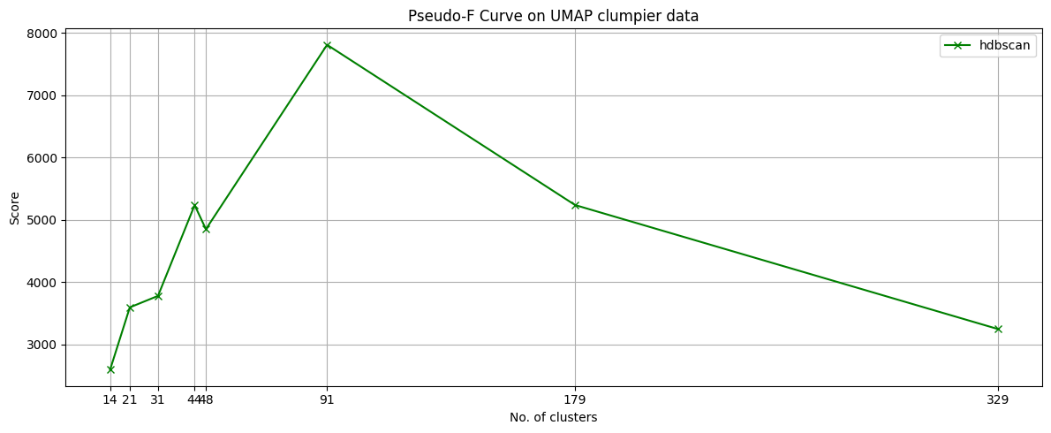 Pseudo-F Curve on UMAP clumpier data
hdbscan
8000
7000
6000
5000
4000
3000
Score
14 21 31 44 48 91 179 329
No. of clusters